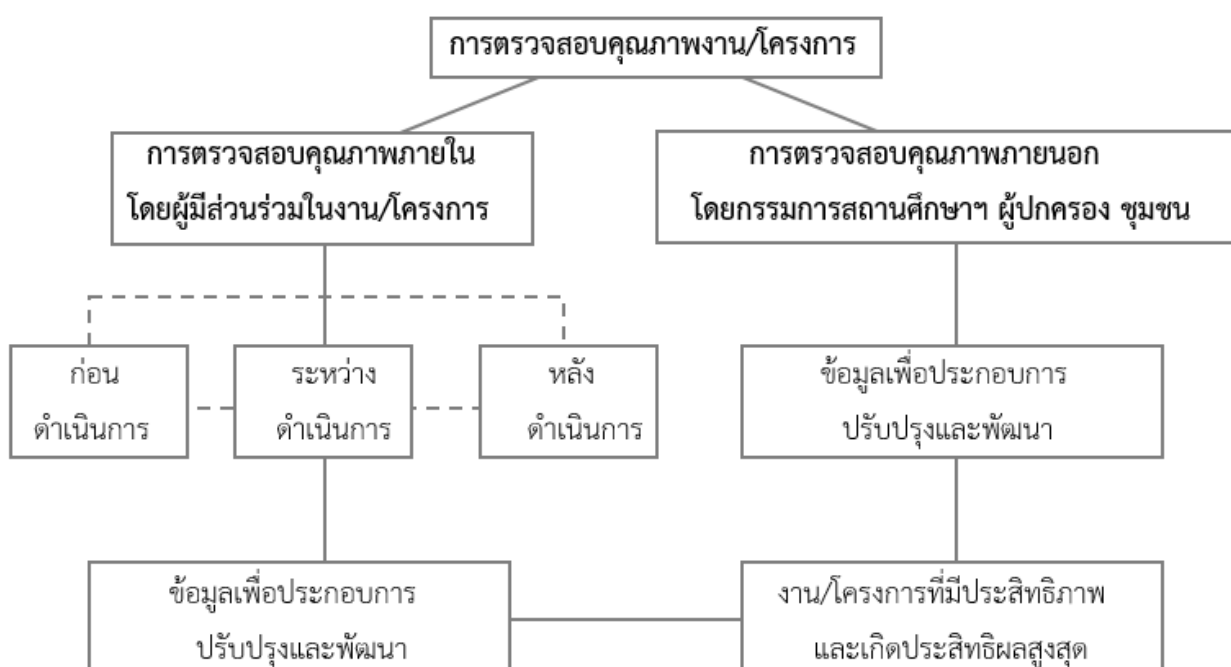 การตรวจสอบคุณภาพงาน/โครงการ
การตรวจสอบคุณภาพภายใน
โดยผู้มีส่วนร่วมในงาน/โครงการ
การตรวจสอบคุณภาพภายนอก
โดยกรรมการสถานศึกษาฯ ผู้ปกครอง ชุมชน
ก่อน
ดำเนินการ
ระหว่าง
ดำเนินการ
หลัง
ดำเนินการ
ข้อมูลเพื่อประกอบการ
ปรับปรุงและพัฒนา
ข้อมูลเพื่อประกอบการ
ปรับปรุงและพัฒนา
งาน/โครงการที่มีประสิทธิภาพ
และเกิดประสิทธิผลสูงสุด